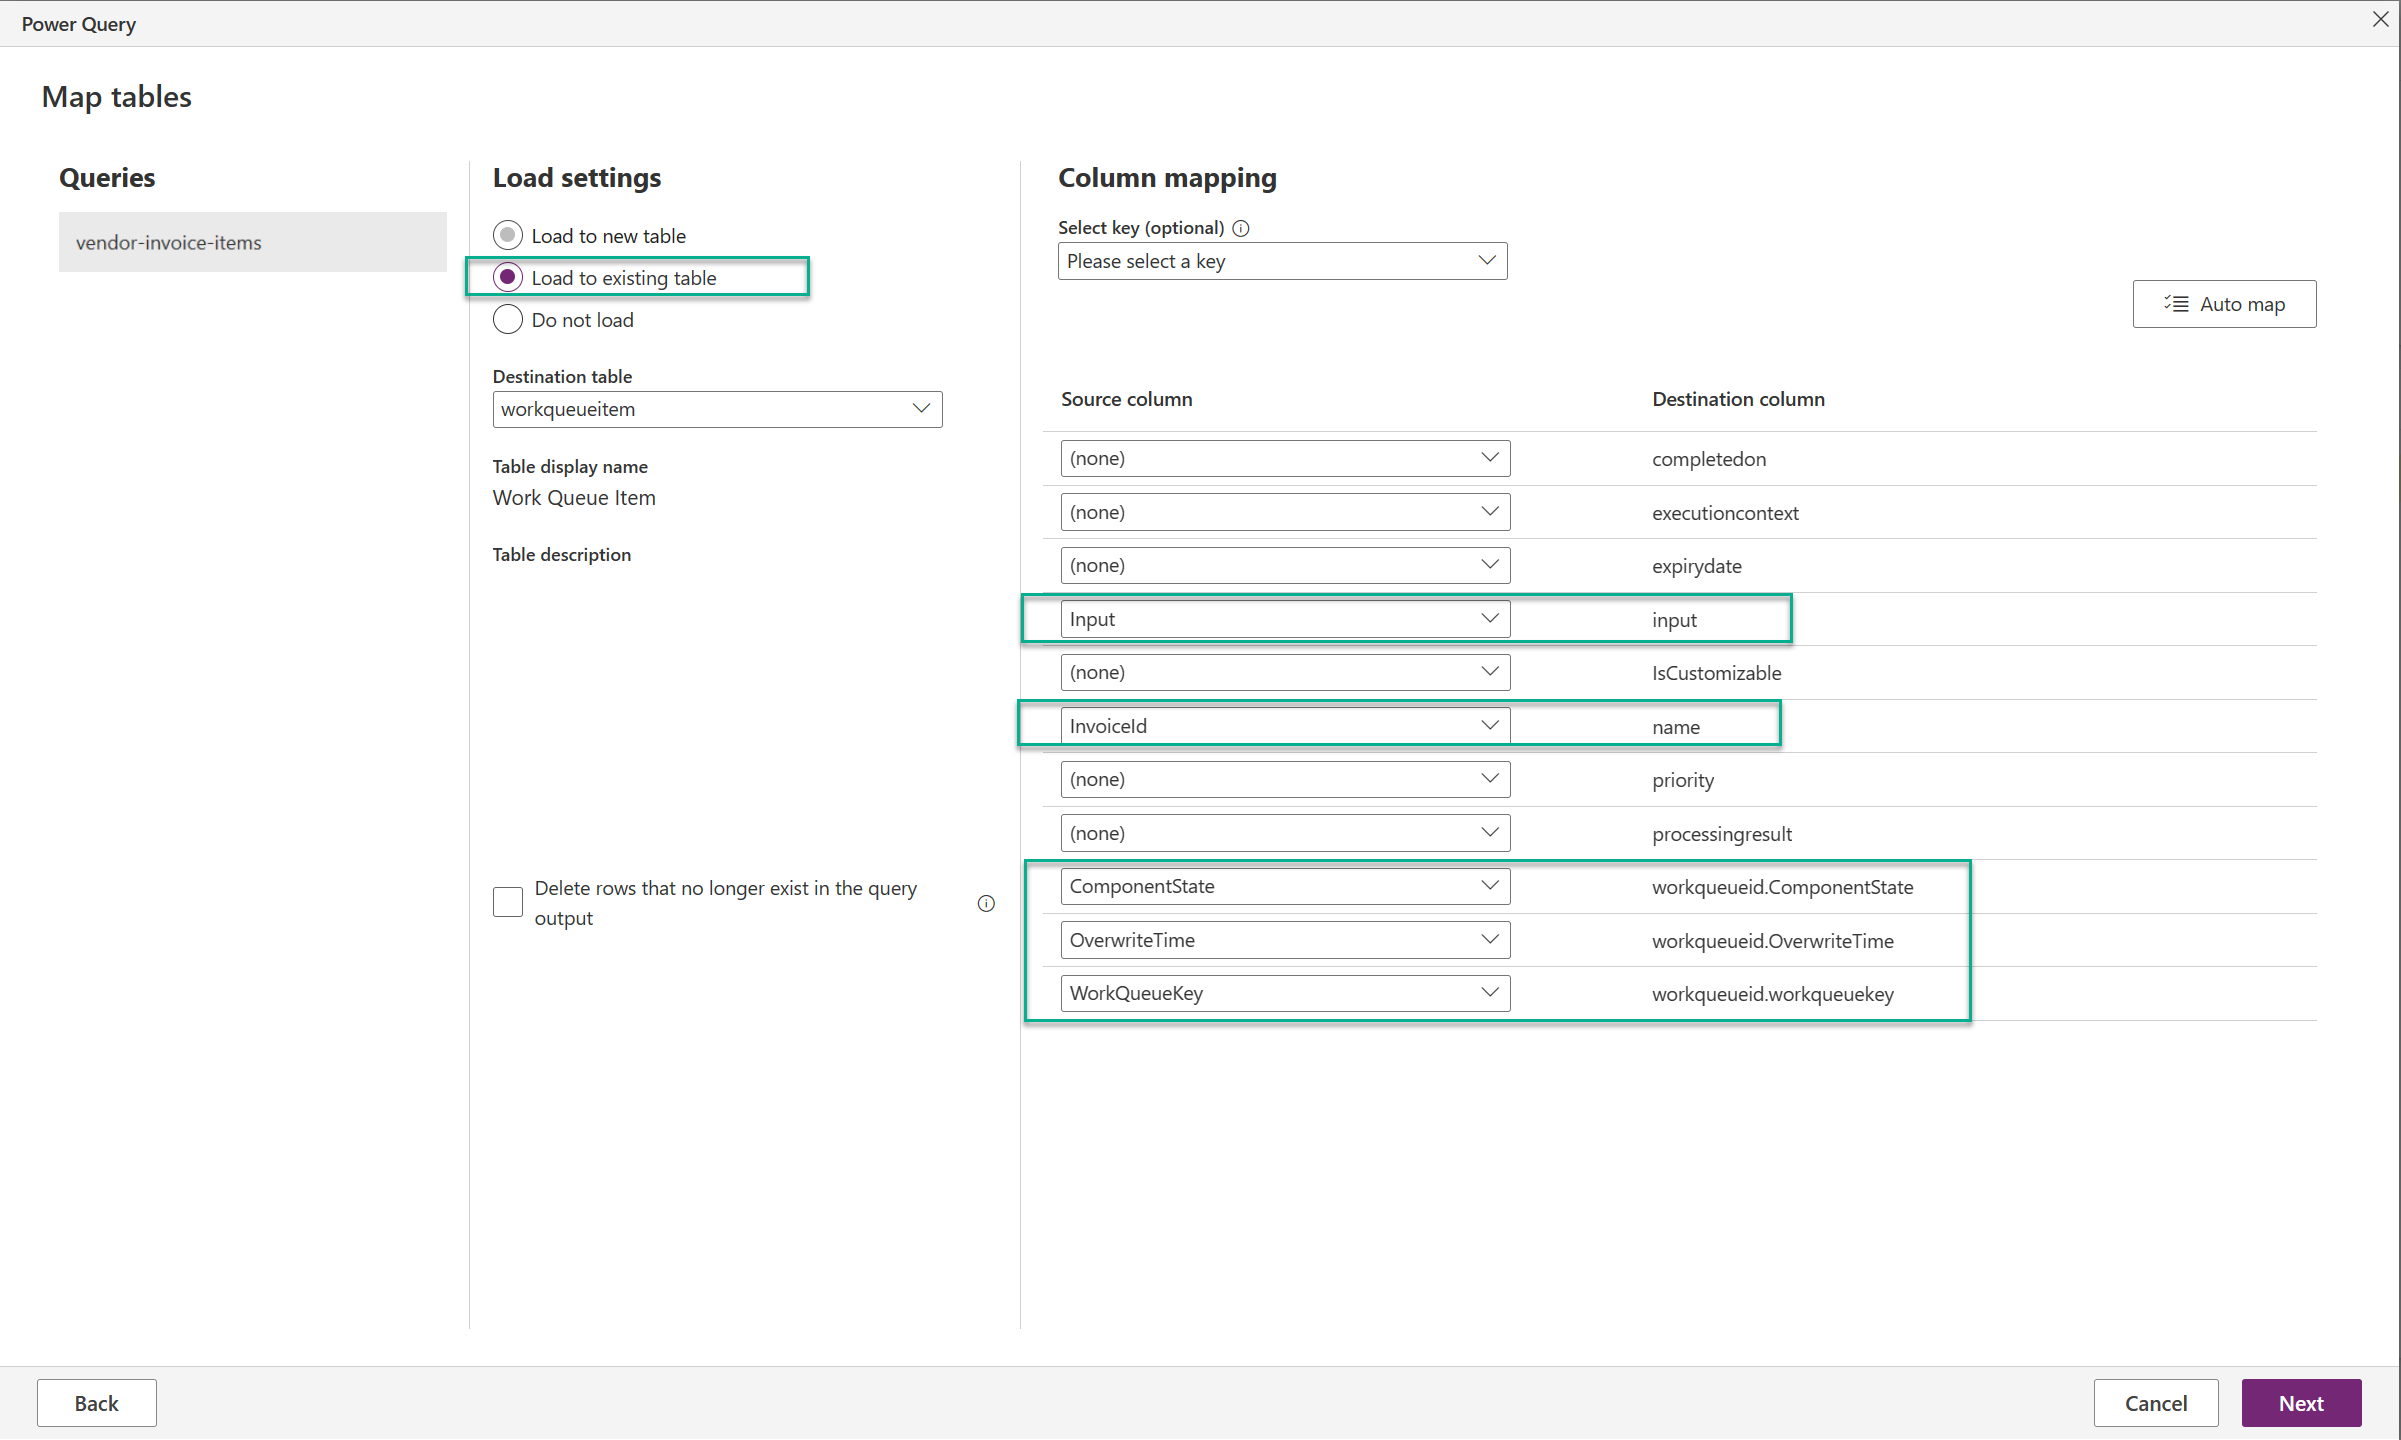 Power Query
Map tables
Queries
vendor-invoice-items
Load settings
Load to new table
Load to existing table
Do not load
Destination table
workqueueitem
Table display name
Work Queue Item
Table description
Delete rows that no longer exist in the query
output
Column mapping
Select key (optional)
Please select a key
Auto map
Source column Destination column
(none) completedon
(none) executioncontext
(none) expirydate
Input input
(none) IsCustomizable
InvoiceId name
(none) priority
(none) processingresult
ComponentState workqueueid.ComponentState
OverwriteTime workqueueid.OverwriteTime
WorkQueueKey workqueueid.workqueuekey
Back
Cancel
Next